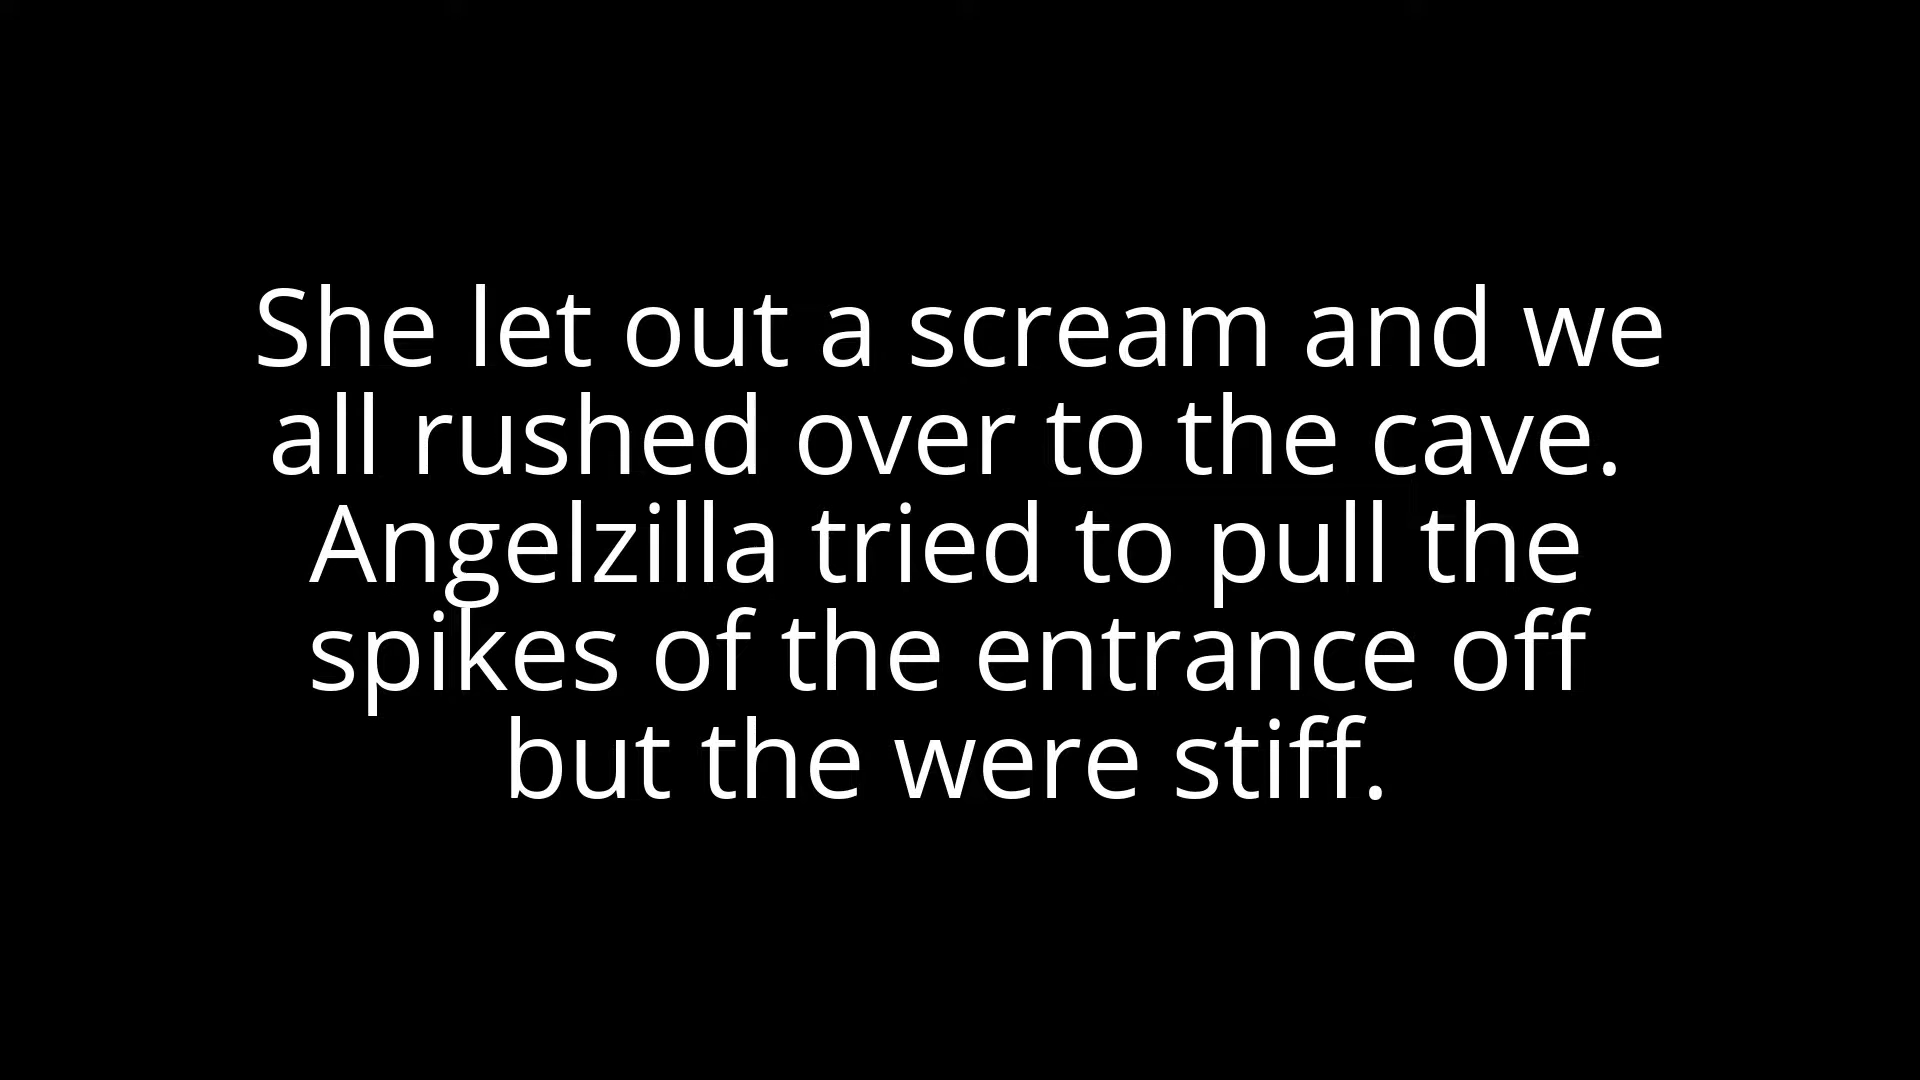 She let out a scream and we
all rushed over to the cave.
Angelzilla tried to pull the
spikes of the entrance off
but the were stiff.